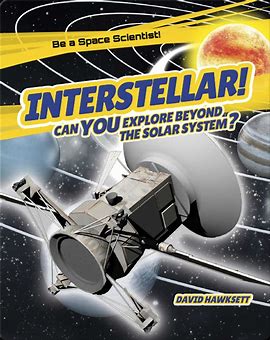 Be a Space Scientist!
INTERSTELLAR!
CAN YOU EXPLORE BEYOND
THE SOLAR SYSTEM?
DAVID HAWKSETT